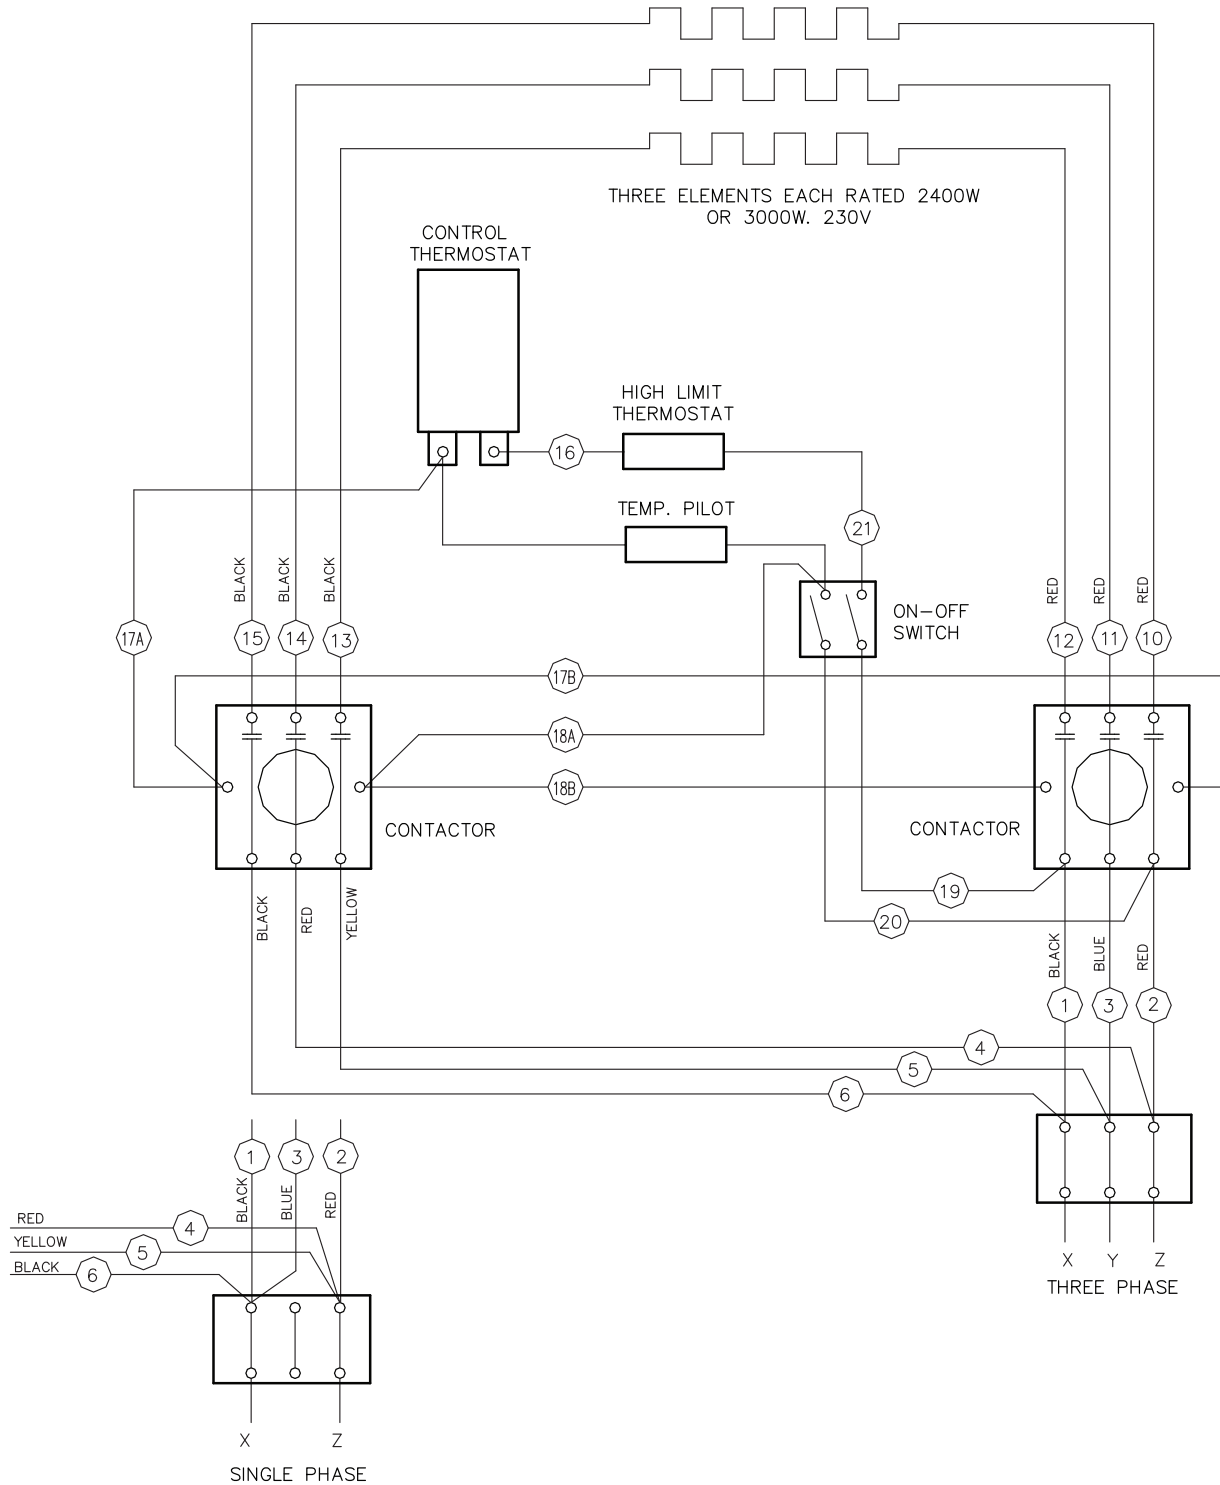 THREE ELEMENTS EACH RATED 2400W
OR 3000W. 230V
CONTROL
THERMOSTAT
HIGH LIMIT
THERMOSTAT
16
TEMP. PILOT
21
BLACK
BLACK
BLACK
RED
RED
RED
ON-OFF
SWITCH
17A
15
14
13
12
11
10
17B
18A
18B
CONTACTOR
CONTACTOR
19
20
BLACK
RED
YELLOW
BLACK
BLUE
RED
1
3
2
4
5
6
1
3
2
BLACK
BLUE
RED
RED
4
YELLOW
5
BLACK
6
X
Y
Z
THREE PHASE
X
Z
SINGLE PHASE